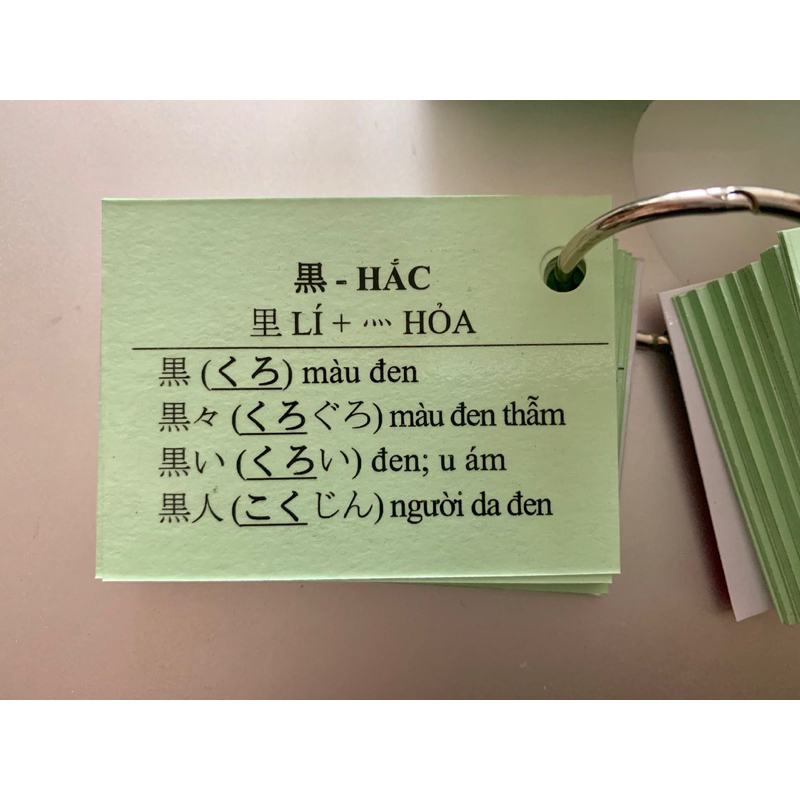 黒 - HẮC
里 LÍ + 灬 HỎA
黒 (くろ) màu đen
黒々 (くろぐろ) màu đen thẫm
黒い (くろい) đen; u ám
黒人 (こくじん) người da đen